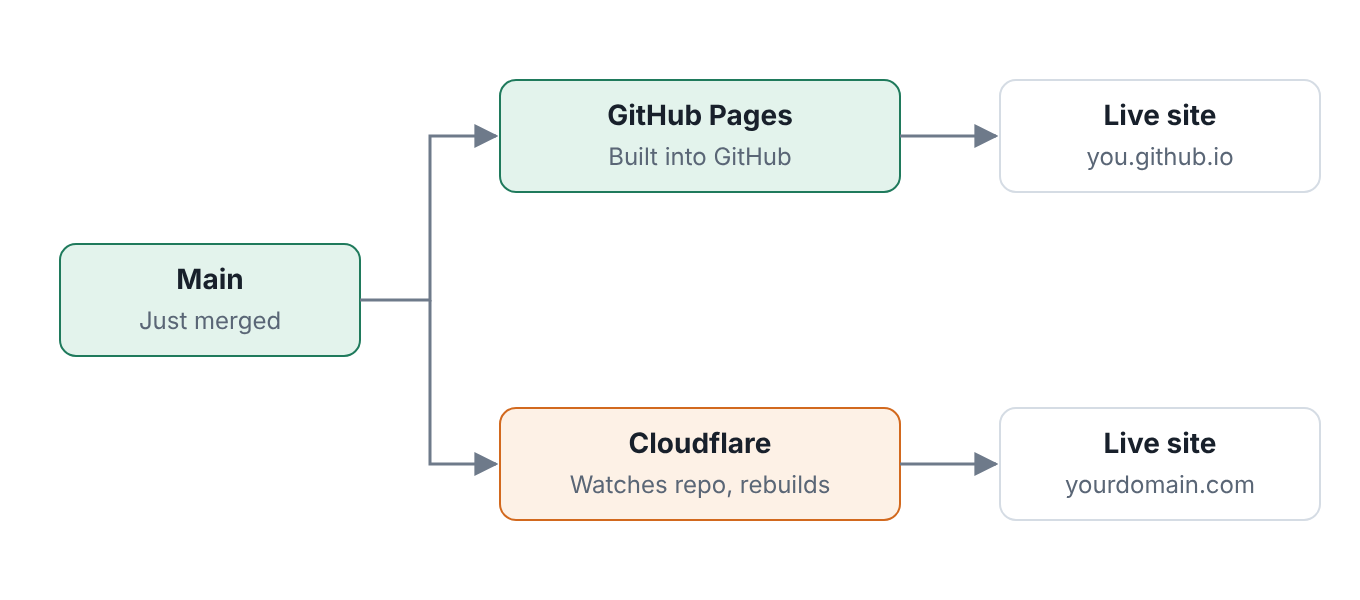 Main
Just merged
GitHub Pages
Built into GitHub
Live site
you.github.io
Cloudflare
Watches repo, rebuilds
Live site
yourdomain.com